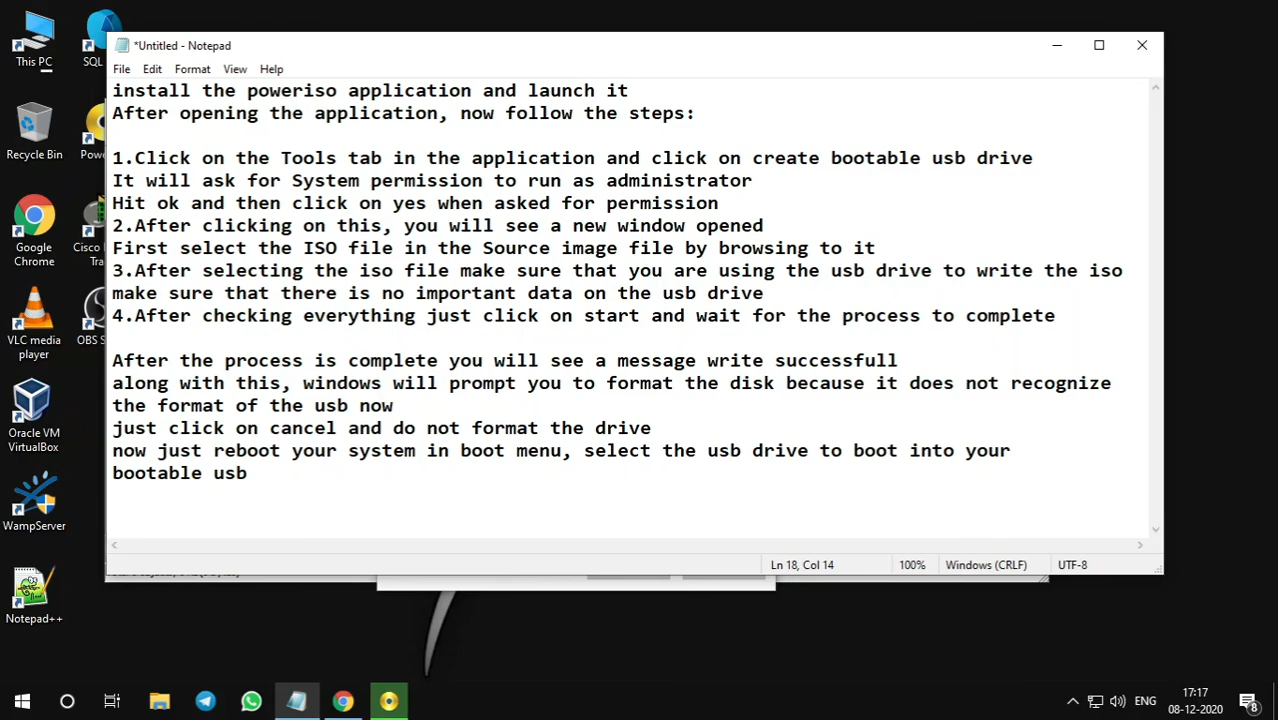 This PC
SQL
*Untitled - Notepad
File Edit Format View Help
install the poweriso application and launch it
After opening the application, now follow the steps:
1.Click on the Tools tab in the application and click on create bootable usb drive
It will ask for System permission to run as administrator
Hit ok and then click on yes when asked for permission
2.After clicking on this, you will see a new window opened
First select the ISO file in the Source image file by browsing to it
3.After selecting the iso file make sure that you are using the usb drive to write the iso
make sure that there is no important data on the usb drive
4.After checking everything just click on start and wait for the process to complete
After the process is complete you will see a message write successfull
along with this, windows will prompt you to format the disk because it does not recognize
the format of the usb now
just click on cancel and do not format the drive
now just reboot your system in boot menu, select the usb drive to boot into your
bootable usb
Ln 18, Col 14 100% Windows (CRLF) UTF-8
Recycle Bin
Google
Chrome
Cisco
VLC media
player
OBS
Oracle VM
VirtualBox
WampServer
Notepad++
ENG
17:17
08-12-2020
8